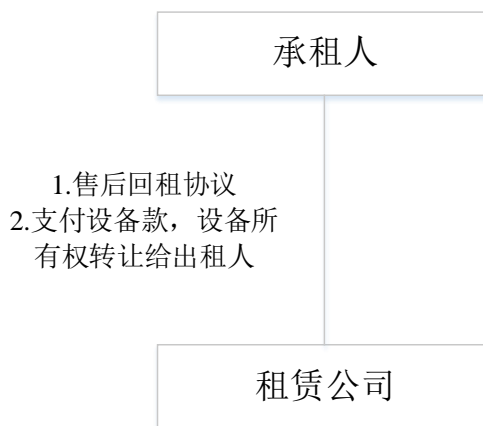 承租人
1.售后回租协议
2.支付设备款，设备所
有权转让给出租人
租赁公司